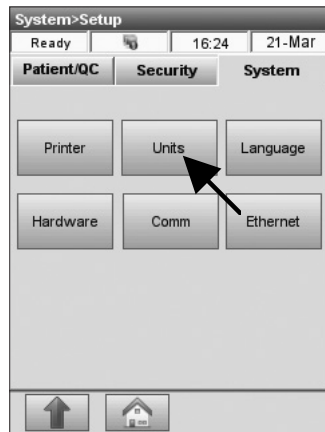 System>Setup
Ready 16:24 21-Mar
Patient/QC Security System
Printer Units Language
Hardware Comm Ethernet